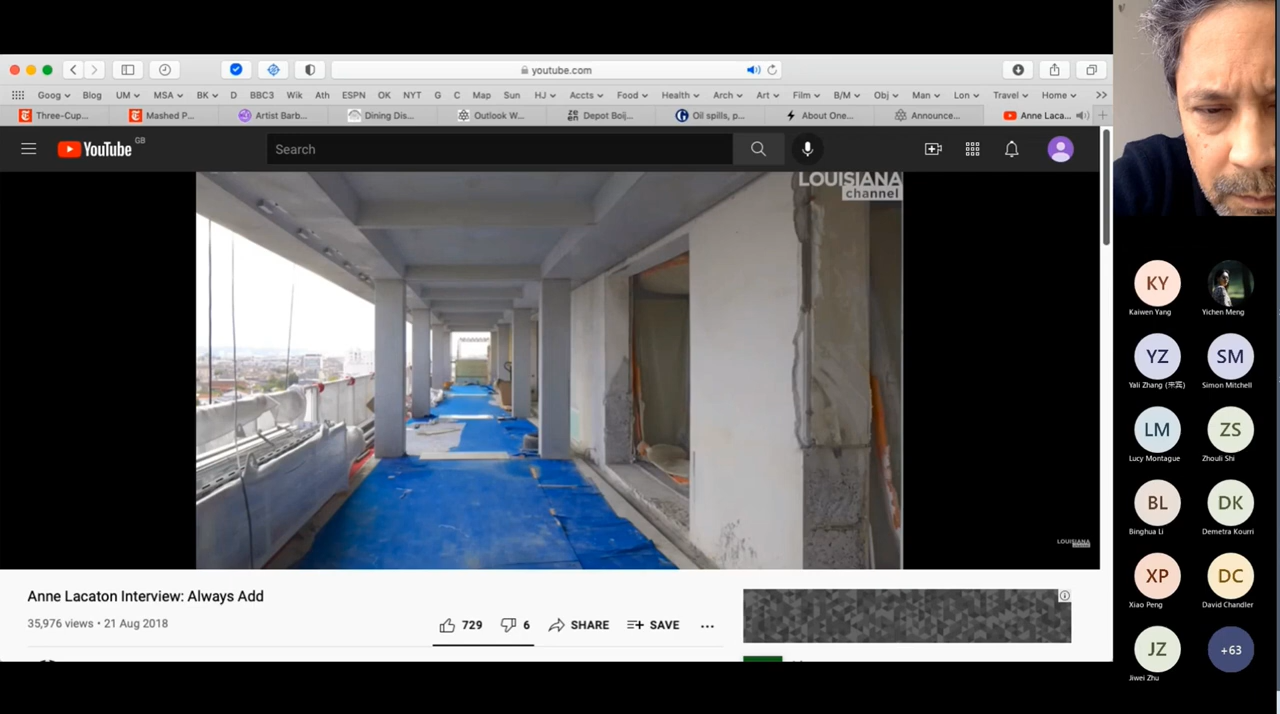 youtube.com
Goog Blog UM MSA BK D BBC3 Wik Ath ESPN OK NYT G C Map Sun HJ Accts Food Health Arch Art Film B/M Obj Man Lon Travel Home >>
Three-Cup... Mashed P... Artist Barb... Dining Dis... Outlook W... Depot Boij... Oil spills, p... About One... Announce... Anne Laca...
YouTube GB
Search
LOUISIANA
channel
LOUISIANA
channel
Anne Lacaton Interview: Always Add
35,976 views • 21 Aug 2018
729 6 SHARE SAVE ...
KY
Kaiwen Yang
Yichen Meng
YZ SM
Yali Zhang Simon Mitchell
LM ZS
Lucy Montague Zhouli Shi
BL DK
Binghua Li Demetra Kourri
XP DC
Xiao Peng David Chandler
JZ +63
Jiwei Zhu